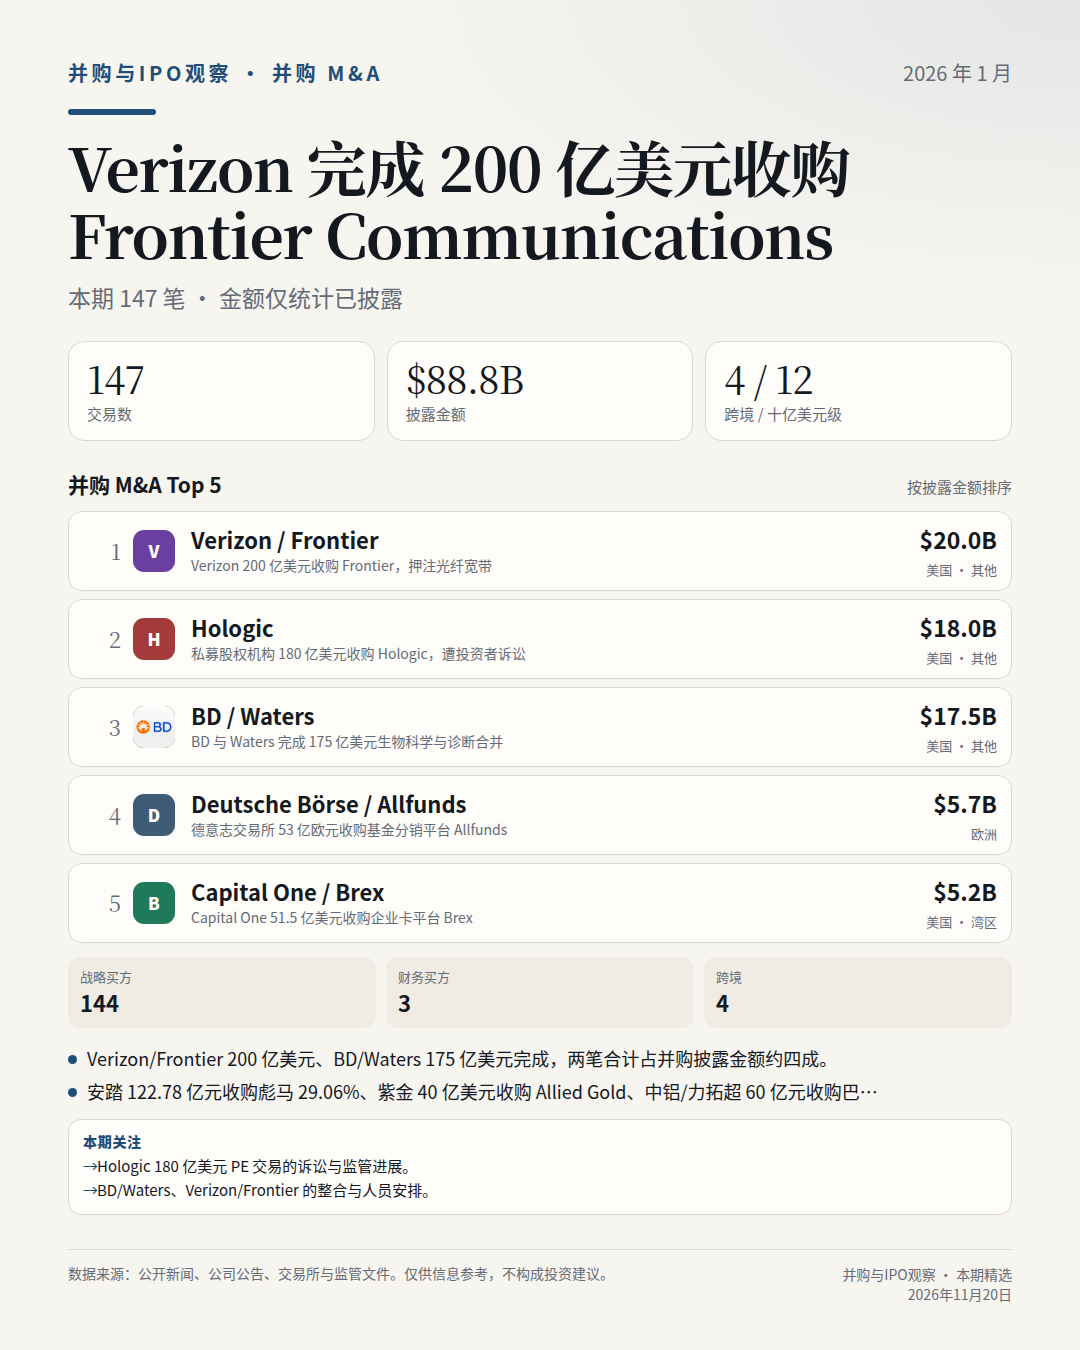 并购与IPO观察 · 并购 M&A
2026 年 1 月
Verizon 完成 200 亿美元收购
Frontier Communications
本期 147 笔 · 金额仅统计已披露
147
交易数
$88.8B
披露金额
4 / 12
跨境 / 十亿美元级
并购 M&A Top 5
按披露金额排序
1
V
Verizon / Frontier
Verizon 200 亿美元收购 Frontier，押注光纤宽带
$20.0B
美国 · 其他
2
H
Hologic
私募股权机构 180 亿美元收购 Hologic，遭投资者诉讼
$18.0B
美国 · 其他
3
BD
BD / Waters
BD 与 Waters 完成 175 亿美元生物科学与诊断合并
$17.5B
美国 · 其他
4
D
Deutsche Börse / Allfunds
德意志交易所 53 亿欧元收购基金分销平台 Allfunds
$5.7B
欧洲
5
B
Capital One / Brex
Capital One 51.5 亿美元收购企业卡平台 Brex
$5.2B
美国 · 湾区
战略买方
144
财务买方
3
跨境
4
Verizon/Frontier 200 亿美元、BD/Waters 175 亿美元完成，两笔合计占并购披露金额约四成。
安踏 122.78 亿元收购彪马 29.06%、紫金 40 亿美元收购 Allied Gold、中铝/力拓超 60 亿元收购巴…
本期关注
→Hologic 180 亿美元 PE 交易的诉讼与监管进展。
→BD/Waters、Verizon/Frontier 的整合与人员安排。
数据来源：公开新闻、公司公告、交易所与监管文件。仅供信息参考，不构成投资建议。
并购与IPO观察 · 本期精选
2026年11月20日